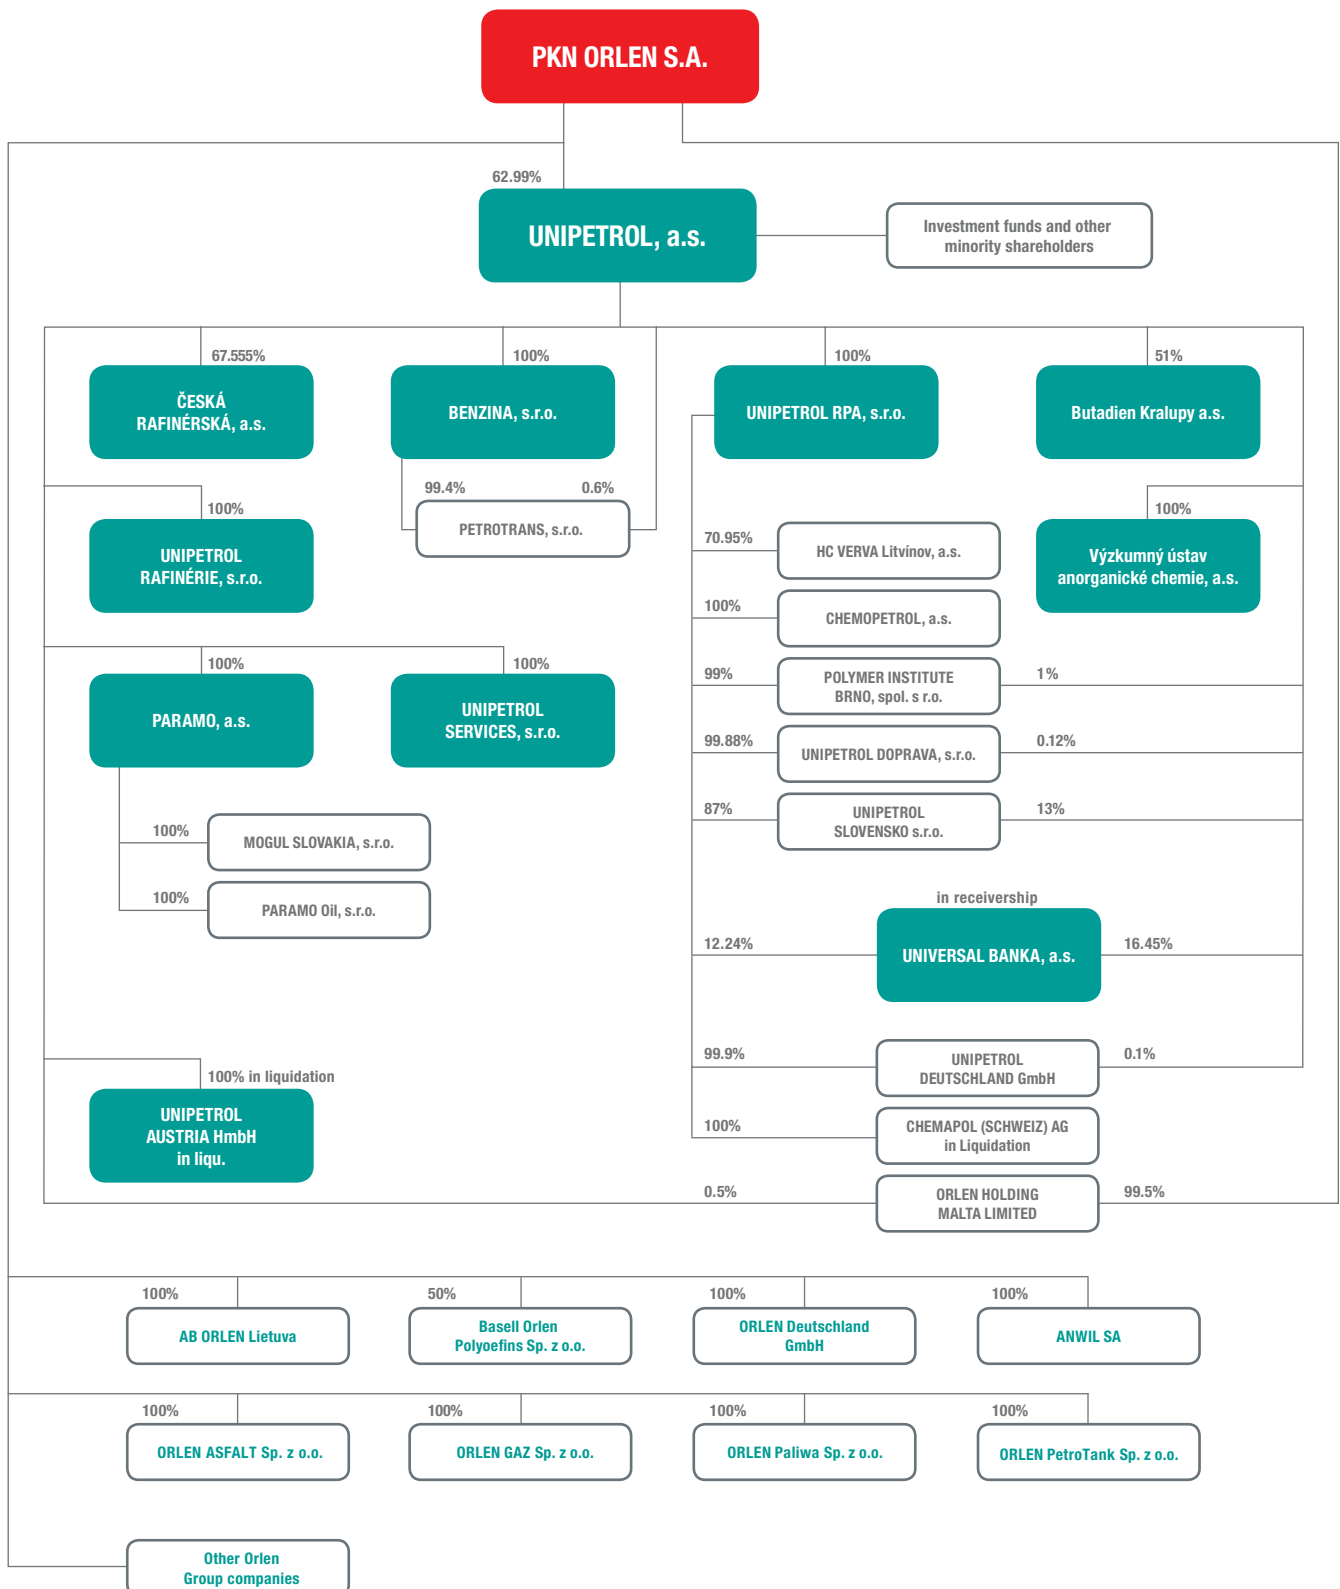 PKN ORLEN S.A.
62.99%
UNIPETROL, a.s.
Investment funds and other
minority shareholders
67.555%
100%
100%
51%
ČESKÁ
RAFINÉRSKÁ, a.s.
BENZINA, s.r.o.
UNIPETROL RPA, s.r.o.
Butadien Kralupy a.s.
99.4%
0.6%
PETROTRANS, s.r.o.
100%
UNIPETROL
RAFINÉRIE, s.r.o.
100%
Výzkumný ústav
anorganické chemie, a.s.
70.95%
HC VERVA Litvínov, a.s.
100%
CHEMOPETROL, a.s.
100%
100%
99%
POLYMER INSTITUTE
BRNO, spol. s r.o.
1%
PARAMO, a.s.
UNIPETROL
SERVICES, s.r.o.
99.88%
UNIPETROL DOPRAVA, s.r.o.
0.12%
87%
UNIPETROL
SLOVENSKO s.r.o.
13%
100%
MOGUL SLOVAKIA, s.r.o.
100%
PARAMO Oil, s.r.o.
in receivership
12.24%
UNIVERSAL BANKA, a.s.
16.45%
99.9%
UNIPETROL
DEUTSCHLAND GmbH
0.1%
100% in liquidation
UNIPETROL
AUSTRIA HmbH
in liqu.
100%
CHEMAPOL (SCHWEIZ) AG
in Liquidation
0.5%
ORLEN HOLDING
MALTA LIMITED
99.5%
100%
50%
100%
100%
AB ORLEN Lietuva
Basell Orlen
Polyoefins Sp. z o.o.
ORLEN Deutschland
GmbH
ANWIL SA
100%
100%
100%
100%
ORLEN ASFALT Sp. z o.o.
ORLEN GAZ Sp. z o.o.
ORLEN Paliwa Sp. z o.o.
ORLEN PetroTank Sp. z o.o.
Other Orlen
Group companies